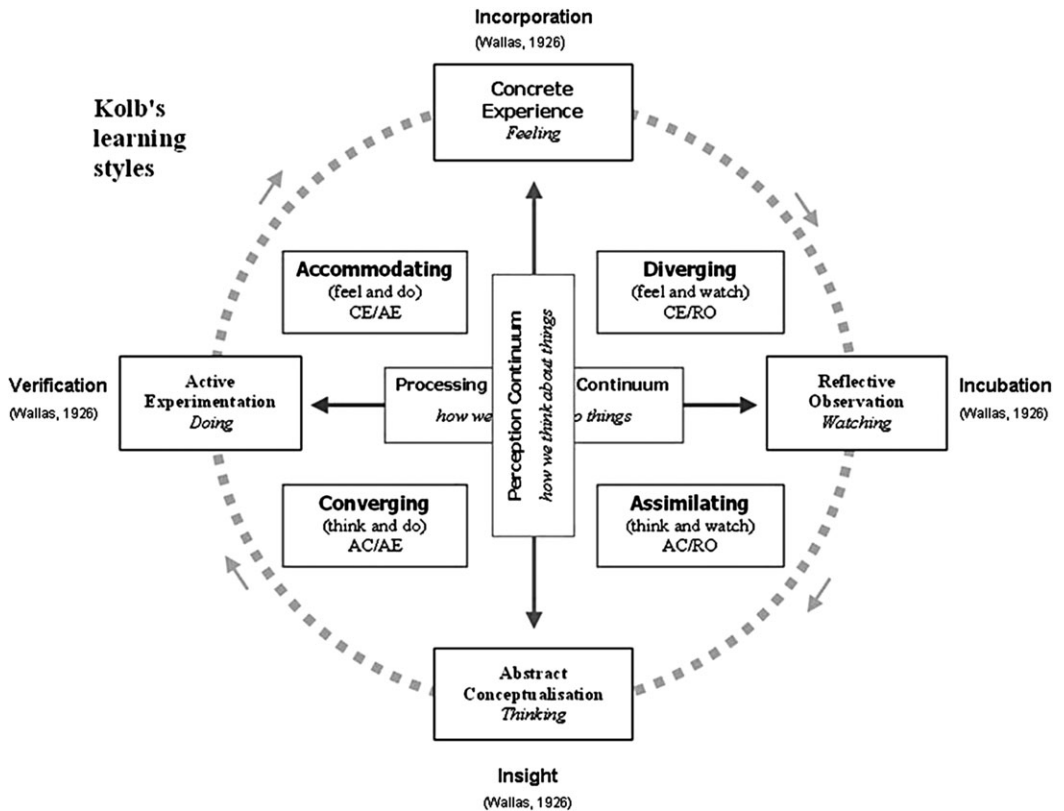 Incorporation
(Wallas, 1926)
Kolb's
learning
styles
Concrete
Experience
Feeling
Accommodating
(feel and do)
CE/AE
Diverging
(feel and watch)
CE/RO
Verification
(Wallas, 1926)
Active
Experimentation
Doing
Processing Continuum
how we things
Perception Continuum
how we think about things
Reflective
Observation
Watching
Incubation
(Wallas, 1926)
Converging
(think and do)
AC/AE
Assimilating
(think and watch)
AC/RO
Abstract
Conceptualisation
Thinking
Insight
(Wallas, 1926)